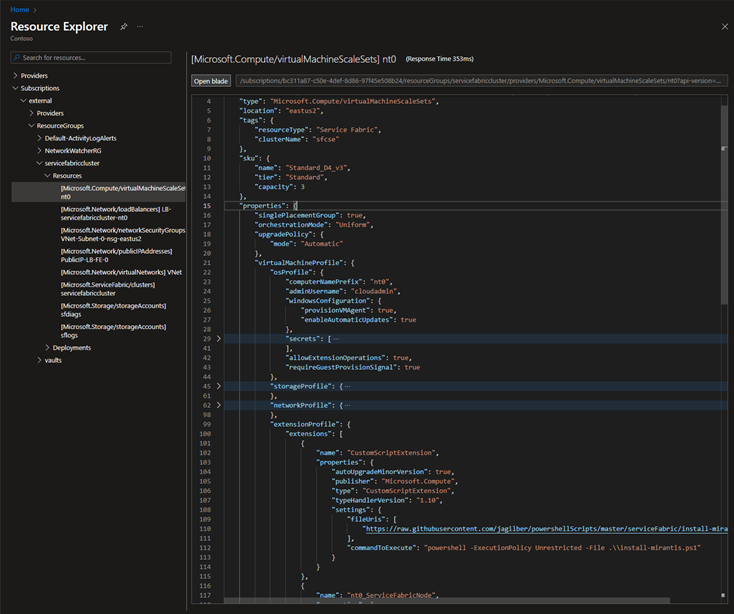 Home
Resource Explorer
Contoso
Search for resources...
Providers
Subscriptions
external
Providers
ResourceGroups
Default-ActivityLogAlerts
NetworkWatcherRG
servicefabriccluster
Resources
[Microsoft.Compute/virtualMachineScaleSet
nt0
[Microsoft.Network/loadBalancers] LB-
servicefabriccluster-nt0
[Microsoft.Network/networkSecurityGroups
VNet-Subnet-0-nsg-eastus2
[Microsoft.Network/publicIPAddresses]
PublicIP-LB-FE-0
[Microsoft.Network/virtualNetworks] VNet
[Microsoft.ServiceFabric/clusters]
servicefabriccluster
[Microsoft.Storage/storageAccounts]
sfdiags
[Microsoft.Storage/storageAccounts]
sflogs
Deployments
vaults
[Microsoft.Compute/virtualMachineScaleSets] nt0 (Response Time 353ms)
Open blade /subscriptions/bc311a87-c50e-4def-8d86-97f45e508b24/resourceGroups/servicefabriccluster/providers/Microsoft.Compute/virtualMachineScaleSets/nt0?api-version=...
4 "type": "Microsoft.Compute/virtualMachineScaleSets",
5 "location": "eastus2",
6 "tags": {
7 "resourceType": "Service Fabric",
8 "clusterName": "sfcse"
9 },
10 "sku": {
11 "name": "Standard_D4_v3",
12 "tier": "Standard",
13 "capacity": 3
14 },
15 "properties": {
16 "singlePlacementGroup": true,
17 "orchestrationMode": "Uniform",
18 "upgradePolicy": {
19 "mode": "Automatic"
20 },
21 "virtualMachineProfile": {
22 "osProfile": {
23 "computerNamePrefix": "nt0",
24 "adminUsername": "cloudadmin",
25 "windowsConfiguration": {
26 "provisionVMAgent": true,
27 "enableAutomaticUpdates": true
28 },
29 "secrets": [ ...
41 ],
42 "allowExtensionOperations": true,
43 "requireGuestProvisionSignal": true
44 },
45 "storageProfile": { ...
61 },
62 "networkProfile": { ...
98 },
99 "extensionProfile": {
100 "extensions": [
101 {
102 "name": "CustomScriptExtension",
103 "properties": {
104 "autoUpgradeMinorVersion": true,
105 "publisher": "Microsoft.Compute",
106 "type": "CustomScriptExtension",
107 "typeHandlerVersion": "1.10",
108 "settings": {
109 "fileUris": [
110 "https://raw.githubusercontent.com/jagilber/powershellScripts/master/serviceFabric/install-mira
111 ],
112 "commandToExecute": "powershell -ExecutionPolicy Unrestricted -File .\\install-mirantis.ps1"
113 }
114 }
115 },
116 {
117 "name": "nt0_ServiceFabricNode",